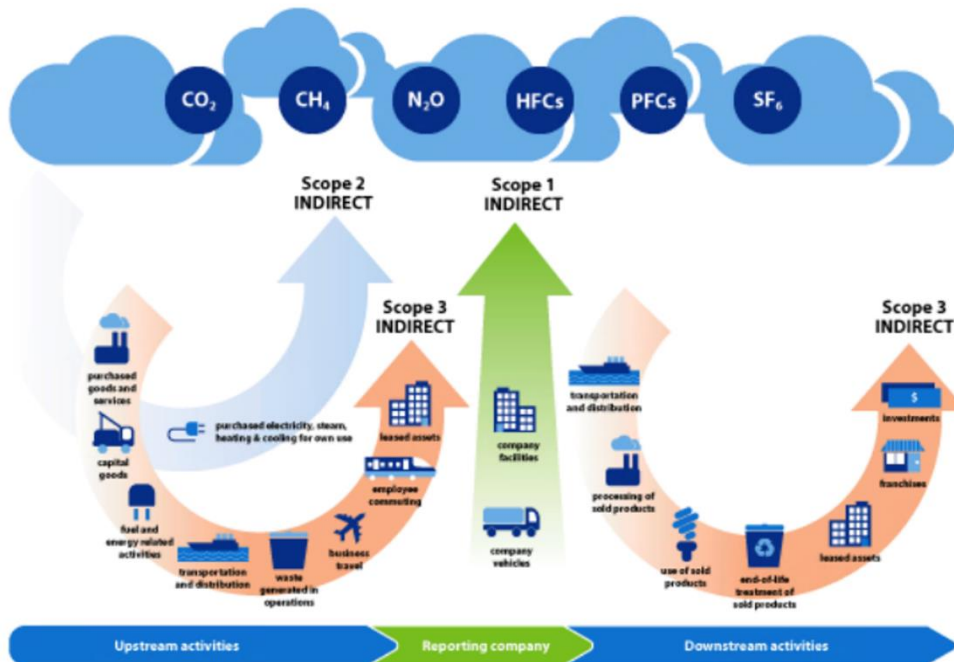 CO₂
CH₄
N₂O
HFCs
PFCs
SF₆
Scope 2
INDIRECT
Scope 1
INDIRECT
Scope 3
INDIRECT
Scope 3
INDIRECT
purchased
goods and
services
capital
goods
fuel and
energy related
activities
transportation
and distribution
waste
generated in
operations
business
travel
employee
commuting
leased assets
purchased electricity, steam,
heating & cooling for own use
company
facilities
company
vehicles
transportation
and distribution
processing of
sold products
use of sold
products
end-of-life
treatment of
sold products
leased assets
franchises
$
investments
Upstream activities
Reporting company
Downstream activities